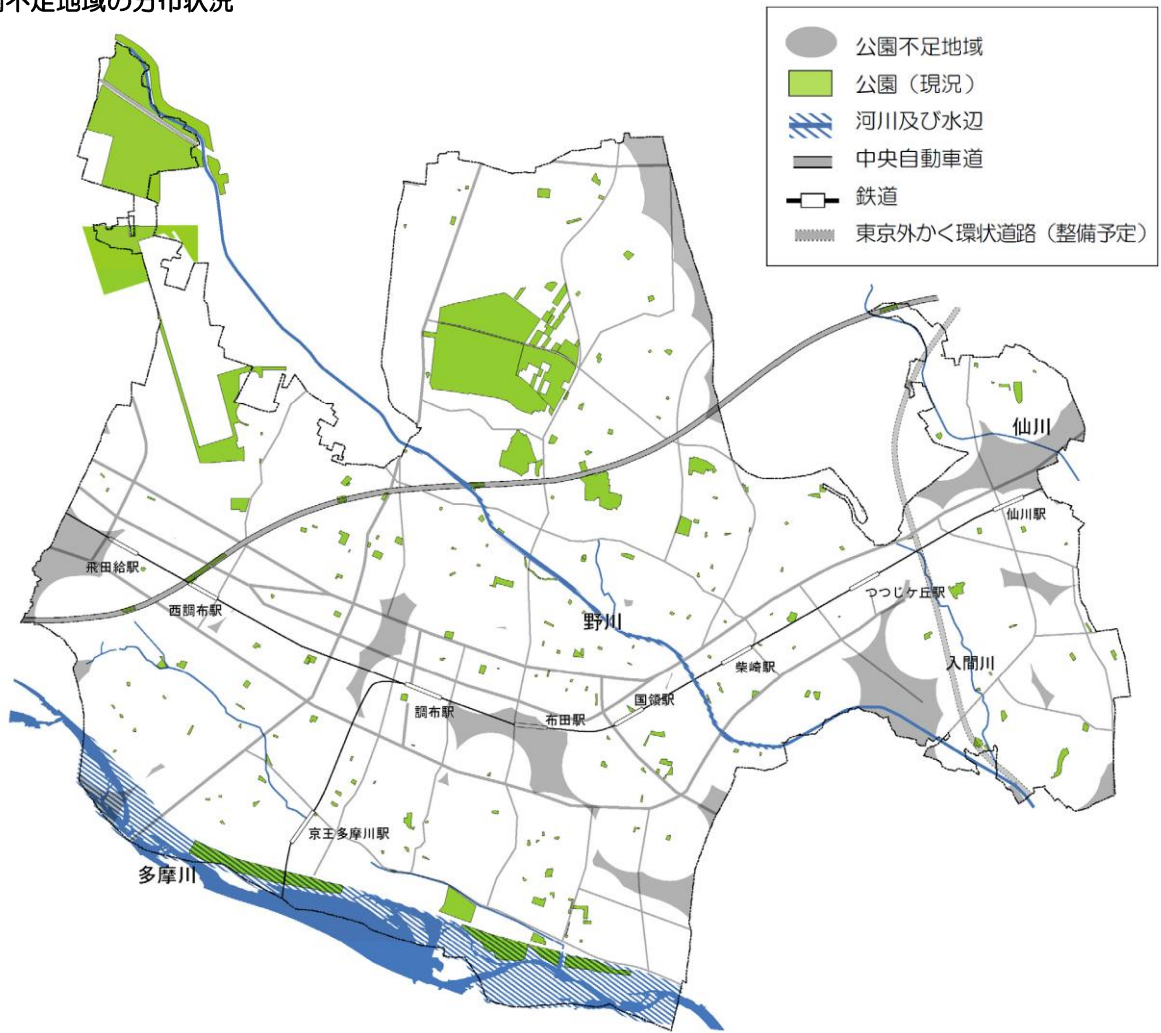 不足地域の分布状況
公園不足地域
公園（現況）
河川及び水辺
中央自動車道
鉄道
東京外かく環状道路（整備予定）
仙川
仙川駅
飛田給駅
つつじケ丘駅
西調布駅
野川
柴崎駅
入間川
国領駅
調布駅
布田駅
京王多摩川駅
多摩川